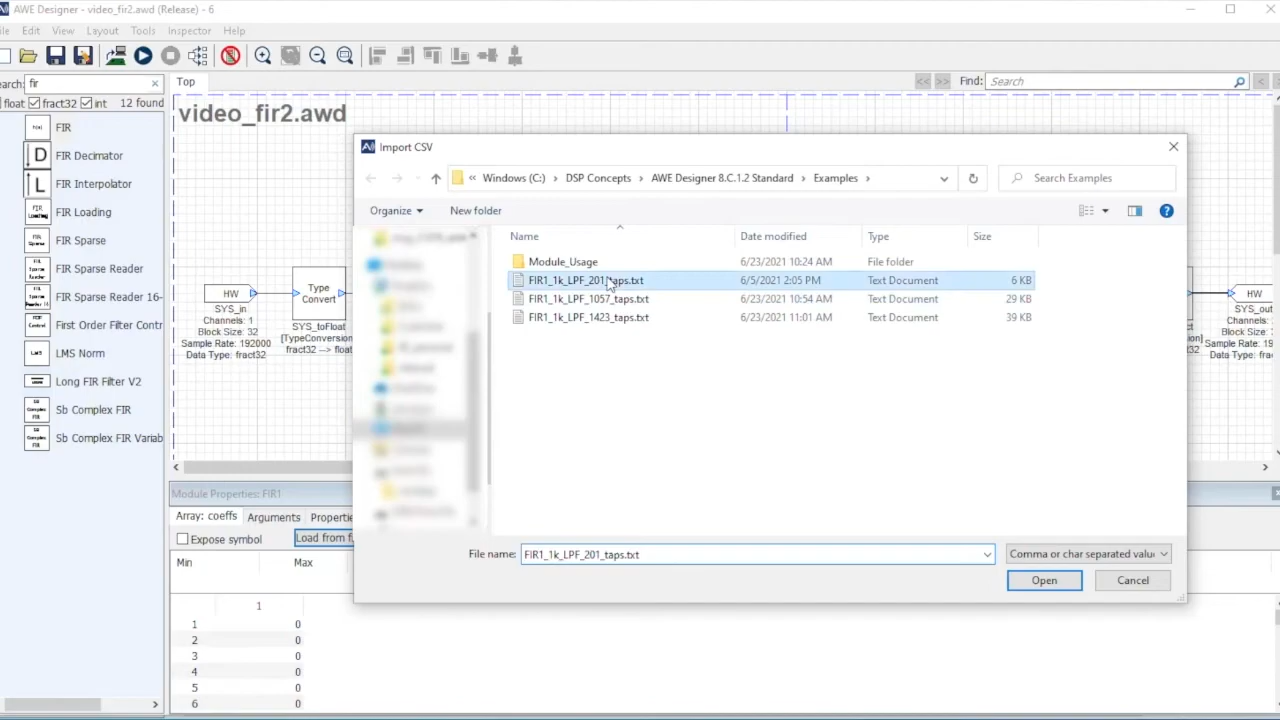 AWE Designer - video_fir2.awd (Release) - 6
ile Edit View Layout Tools Inspector Help
earch: fir
float fract32 int 12 found
Top
<< >> Find: Search
video_fir2.awd
FIR
FIR Decimator
FIR Interpolator
FIR Loading
FIR Sparse
FIR Sparse Reader
FIR Sparse Reader 16-
First Order Filter Contr
LMS Norm
Long FIR Filter V2
Sb Complex FIR
Sb Complex FIR Variab
HW
SYS_in
Channels: 1
Block Size: 32
Sample Rate: 192000
Data Type: fract32
Type
Convert
SYS_toFloat
[TypeConversion
fract32 --> float
Import CSV
« Windows (C:) › DSP Concepts › AWE Designer 8.C.1.2 Standard › Examples ›
Search Examples
Organize New folder
Name Date modified Type Size
Module_Usage 6/23/2021 10:24 AM File folder
FIR1_1k_LPF_201_taps.txt 6/5/2021 2:05 PM Text Document 6 KB
FIR1_1k_LPF_1057_taps.txt 6/23/2021 10:54 AM Text Document 29 KB
FIR1_1k_LPF_1423_taps.txt 6/23/2021 11:01 AM Text Document 39 KB
File name: FIR1_1k_LPF_201_taps.txt
Comma or char separated valu
Open Cancel
HW
SYS_out
Channels: 1
Block Size: 32
Sample Rate: 19200
Data Type: frac
ion]
32
Module Properties: FIR1
Array: coeffs Arguments Propertie
Expose symbol Load from f
Min Max
1
1 0
2 0
3 0
4 0
5 0
6 0